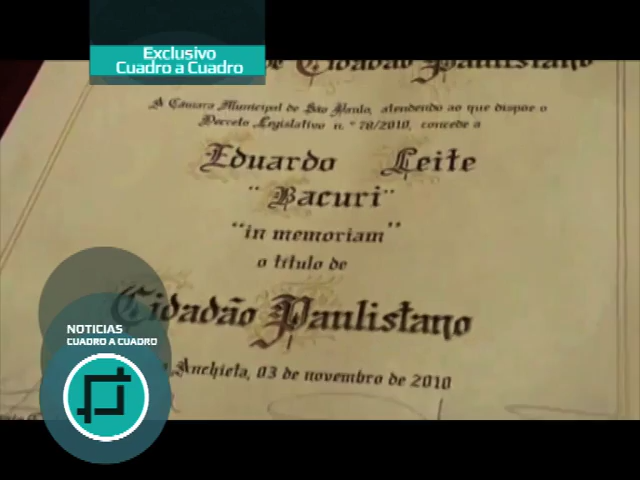 Exclusivo
Cuadro a Cuadro
de Cidadão Paulistano
A Câmara Municipal de São Paulo, atendendo ao que dispoe o
Decreto Legislativo n. º 78/2010, concede a
Eduardo Leite
"Bacuri"
"in memoriam"
o título de
Cidadão Paulistano
Anchieta, 03 de novembro de 2010
NOTICIAS
CUADRO A CUADRO